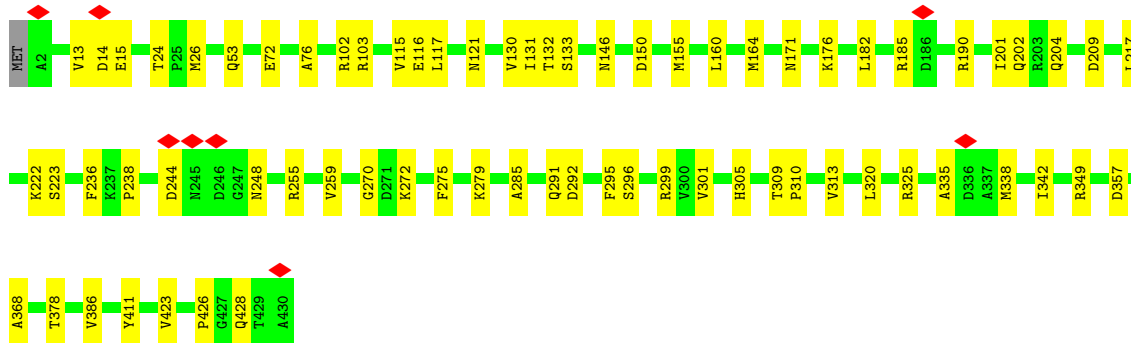 MET A2 V13 D14 E15 T24 P25 M26 Q53 E72 A76 R102 R103 V115 E116 L117 N121 V130 I131 T132 S133 N146 D150 M155 L160 M164 N171 K176 L182 R185 D186 R190 I201 Q202 R203 Q204 D209
K222 S223 F236 K237 P238 D244 N245 D246 G247 N248 R255 V259 G270 D271 K272 F275 K279 A285 Q291 D292 F295 S296 R299 V300 V301 H305 T309 P310 V313 L320 R325 A335 D336 A337 M338 I342 R349 D357
A368 T378 V386 Y411 V423 P426 G427 Q428 T429 A430